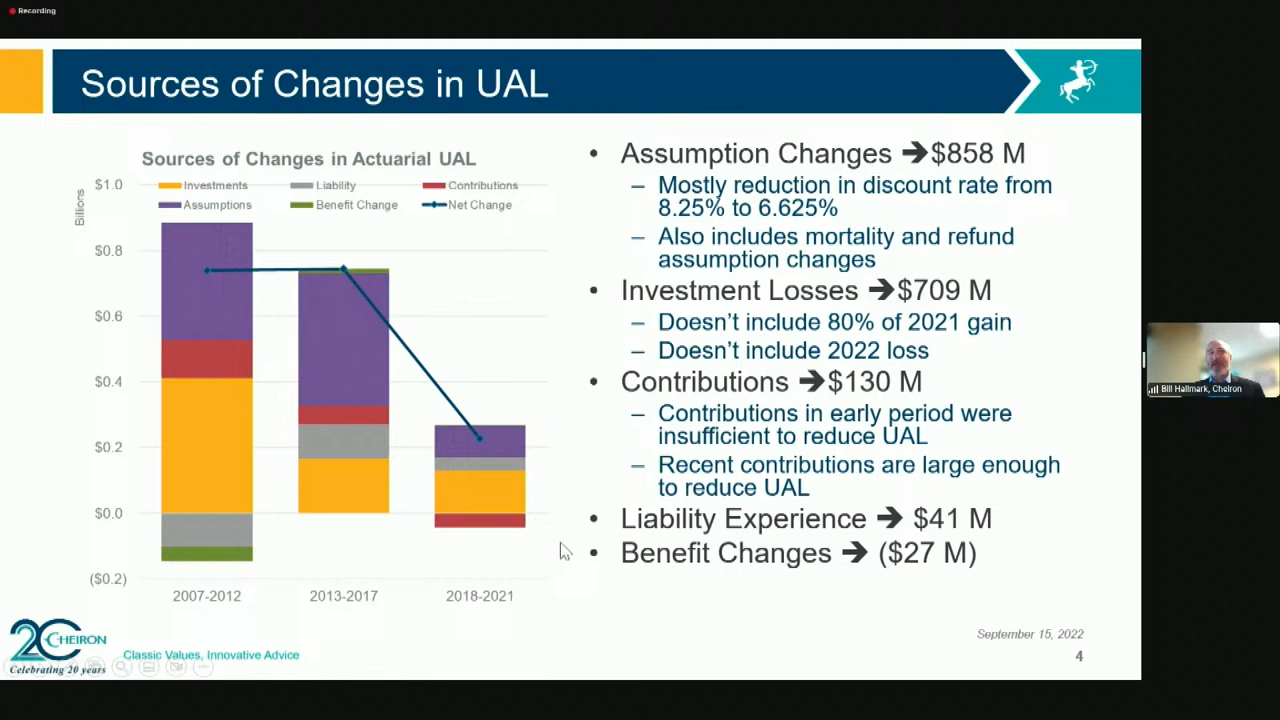 Recording
Sources of Changes in UAL
Sources of Changes in Actuarial UAL
Billions
$1.0
Investments
Liability
Contributions
Assumptions
Benefit Change
Net Change
$0.8
$0.6
$0.4
$0.2
$0.0
($0.2)
2007-2012
2013-2017
2018-2021
• Assumption Changes ➔$858 M
– Mostly reduction in discount rate from
8.25% to 6.625%
– Also includes mortality and refund
assumption changes
• Investment Losses ➔$709 M
– Doesn't include 80% of 2021 gain
– Doesn't include 2022 loss
• Contributions ➔$130 M
– Contributions in early period were
insufficient to reduce UAL
– Recent contributions are large enough
to reduce UAL
• Liability Experience ➔ $41 M
• Benefit Changes ➔ ($27 M)
Bill Hallmark, Cheiron
20 CHEIRON
Celebrating 20 years
Classic Values, Innovative Advice
September 15, 2022
4